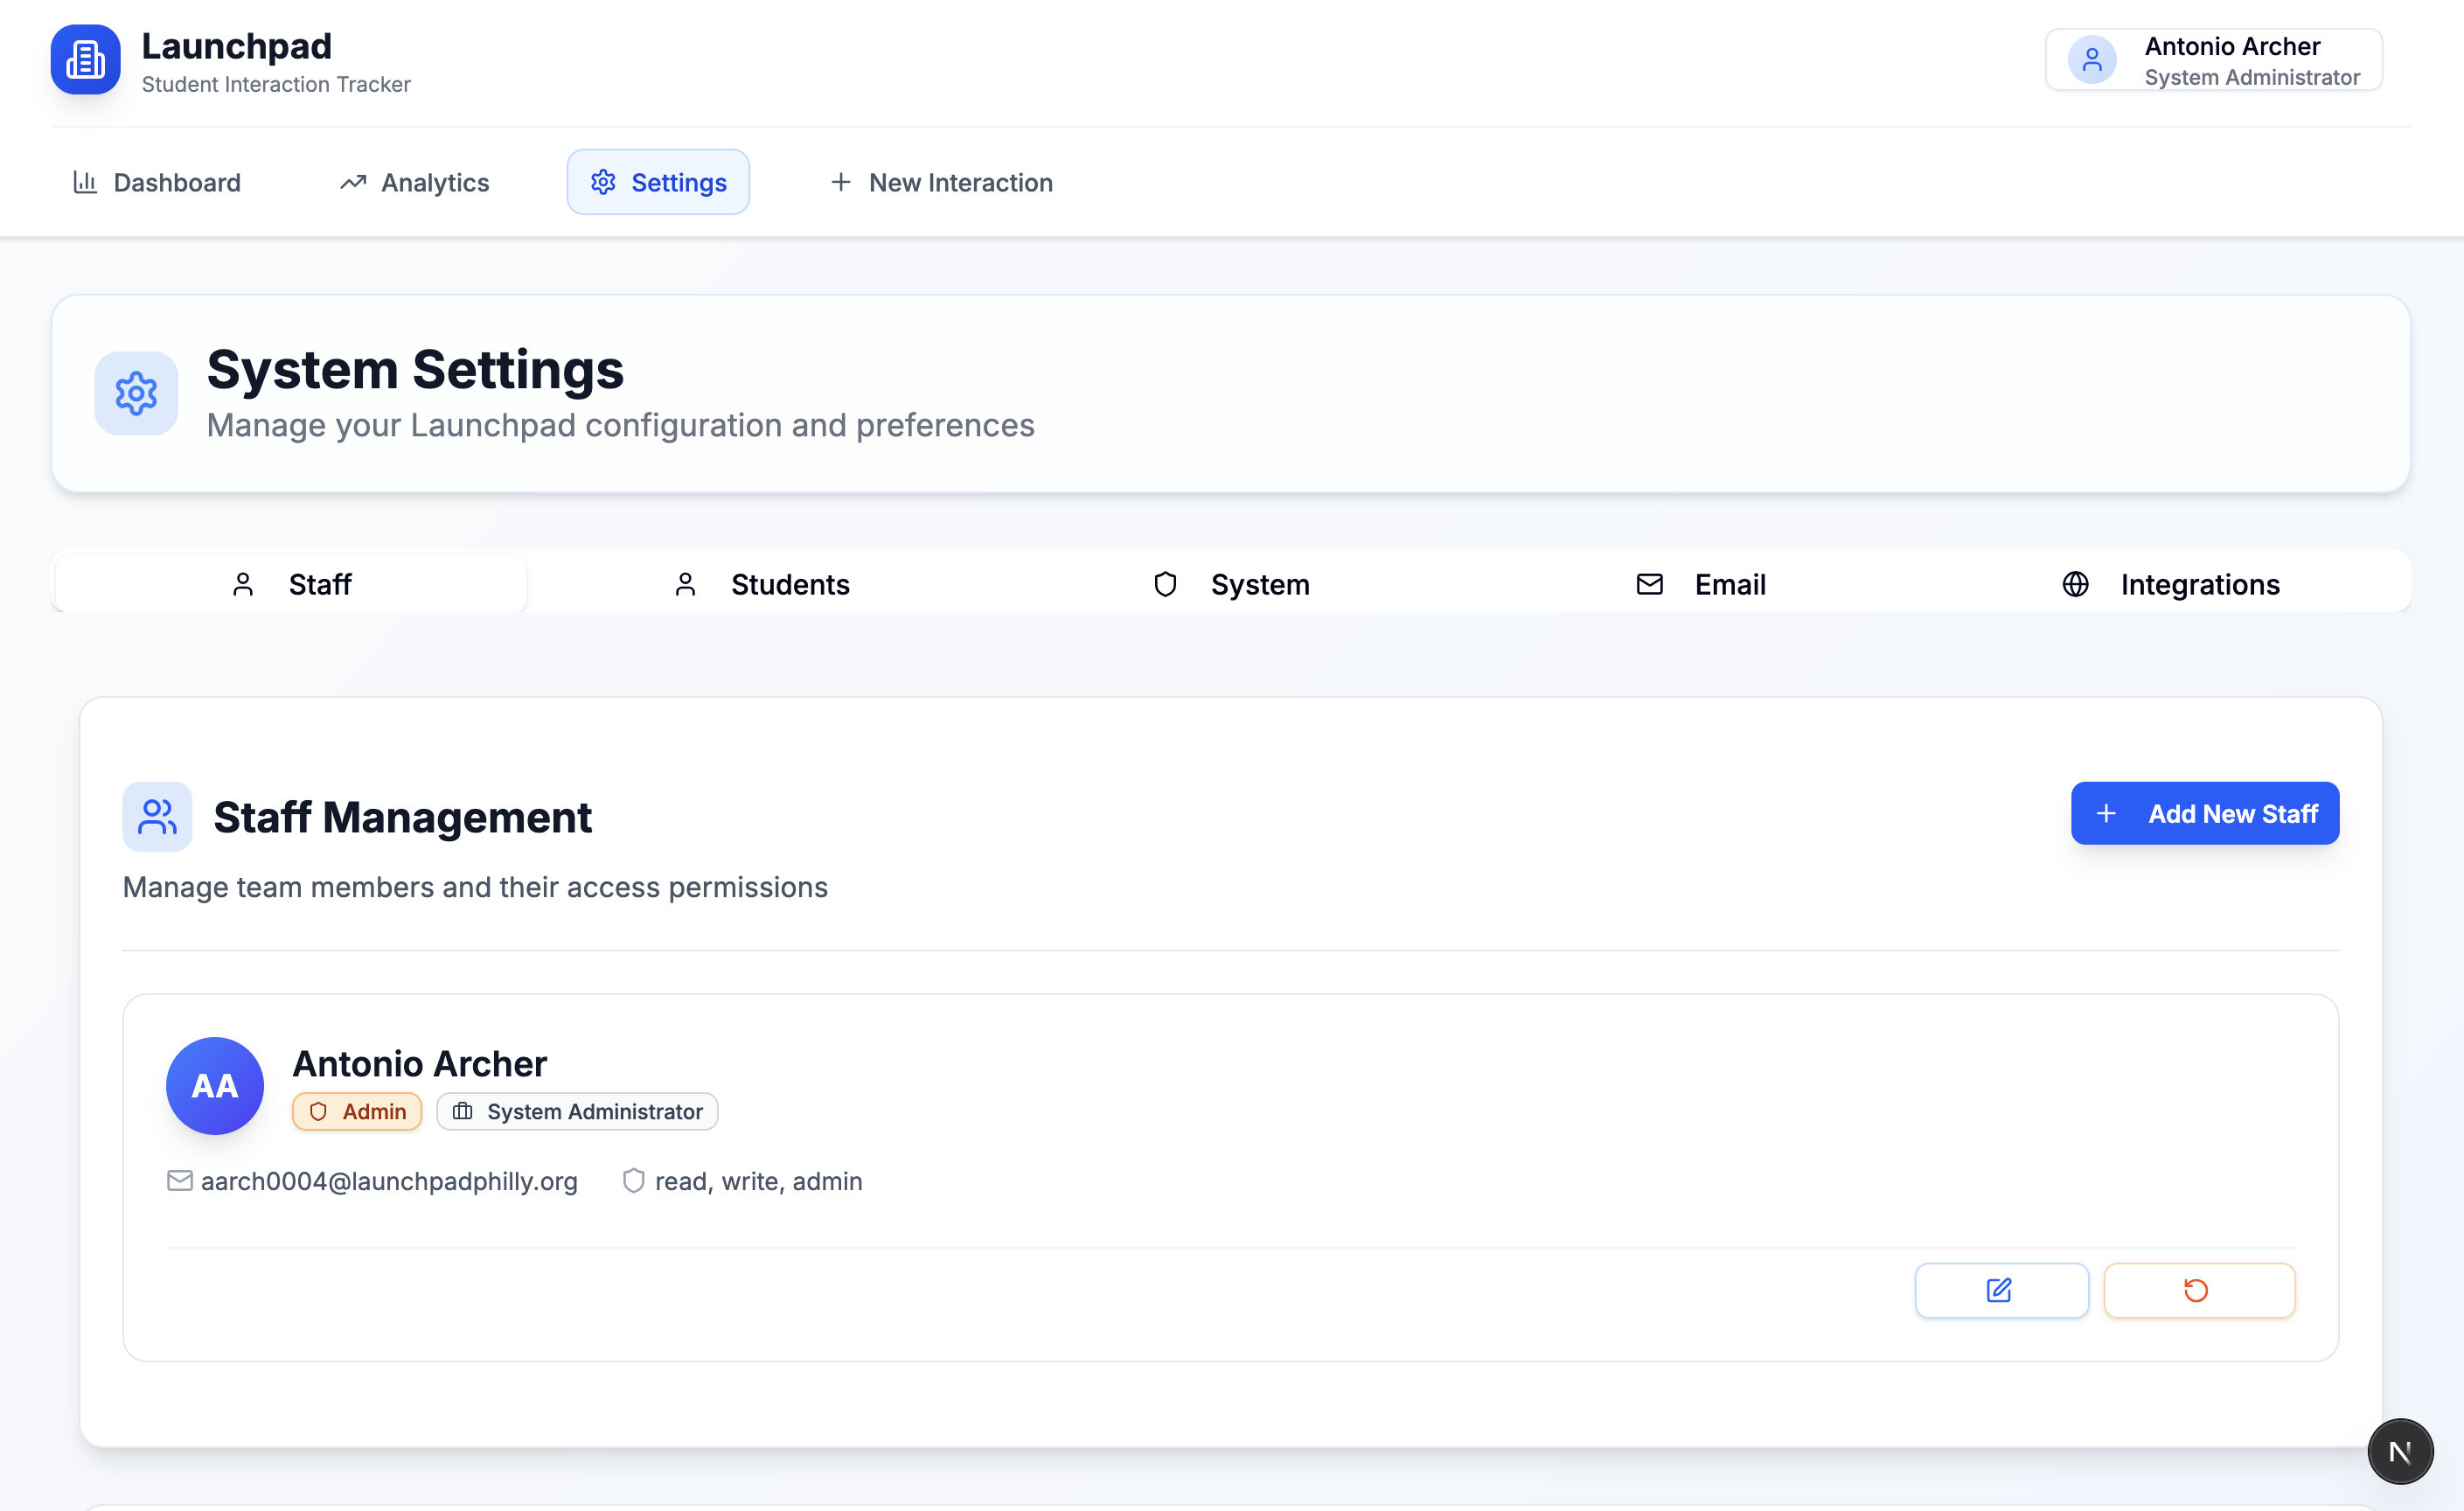 Launchpad
Student Interaction Tracker
Antonio Archer
System Administrator
Dashboard
Analytics
Settings
New Interaction
System Settings
Manage your Launchpad configuration and preferences
Staff
Students
System
Email
Integrations
Staff Management
Add New Staff
Manage team members and their access permissions
AA
Antonio Archer
Admin
System Administrator
aarch0004@launchpadphilly.org
read, write, admin
N